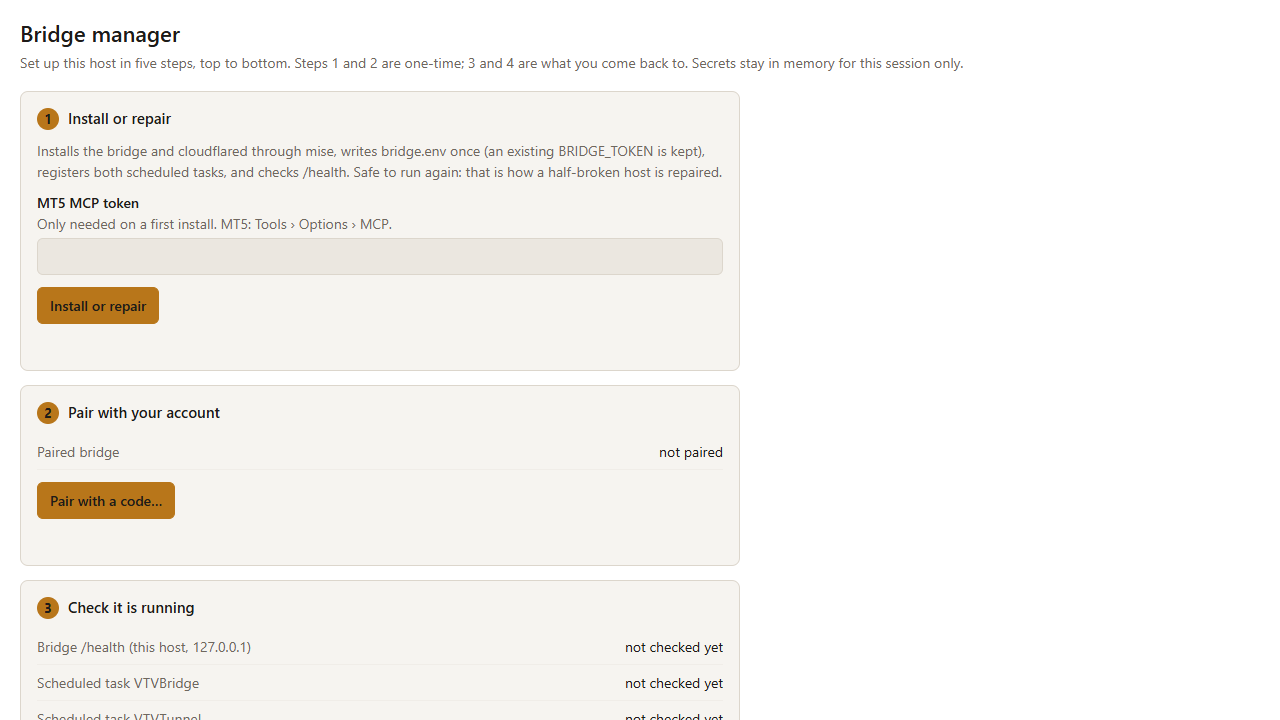 Bridge manager
Set up this host in five steps, top to bottom. Steps 1 and 2 are one-time; 3 and 4 are what you come back to. Secrets stay in memory for this session only.
1 Install or repair
Installs the bridge and cloudflared through mise, writes bridge.env once (an existing BRIDGE_TOKEN is kept),
registers both scheduled tasks, and checks /health. Safe to run again: that is how a half-broken host is repaired.
MT5 MCP token
Only needed on a first install. MT5: Tools › Options › MCP.
Install or repair
2 Pair with your account
Paired bridge not paired
Pair with a code...
3 Check it is running
Bridge /health (this host, 127.0.0.1) not checked yet
Scheduled task VTVBridge not checked yet
Scheduled task VTVTunnel not checked yet